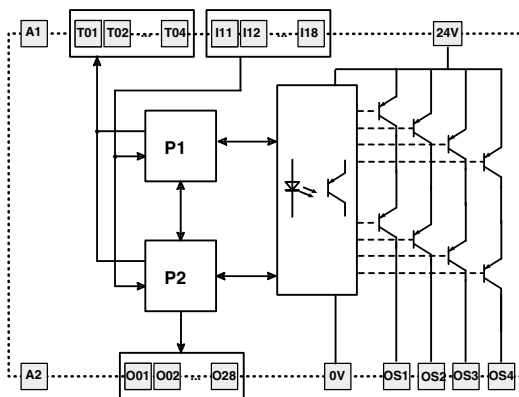 A1 T01 T02 ... T04 I11 I12 ... I18 24V
P1
P2
A2 O01 O02 ... O28 0V OS1 OS2 OS3 OS4